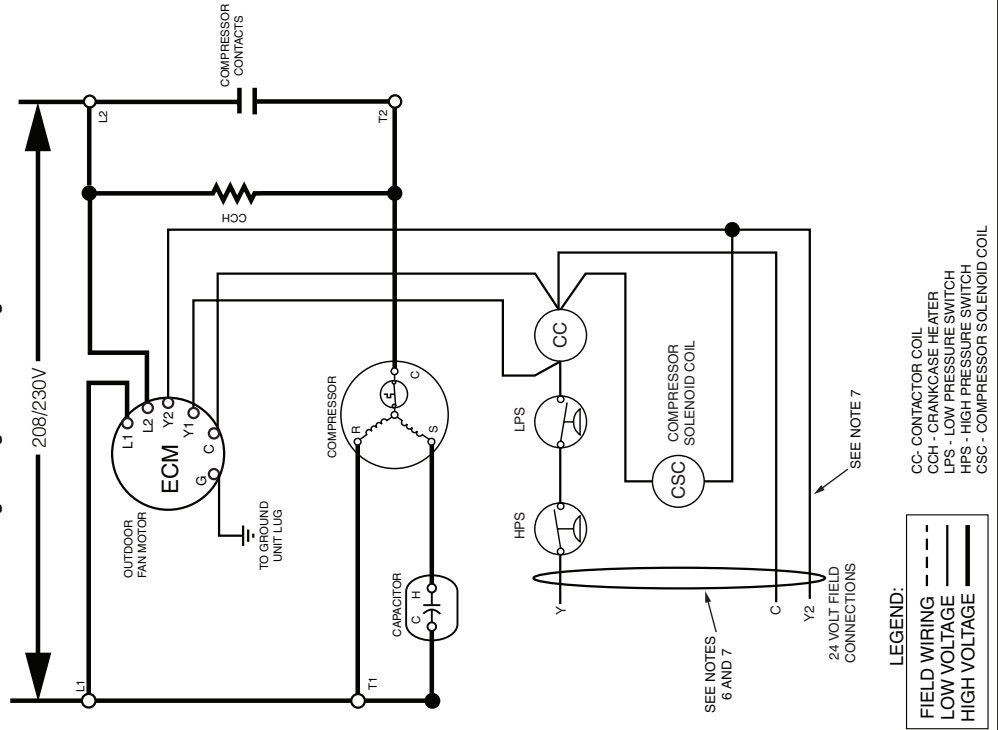 208/230V
L1
L2
COMPRESSOR
CONTACTS
CCH
T2
L1
L2
Y2
Y1
C
G
ECM
OUTDOOR
FAN MOTOR
TO GROUND
UNIT LUG
COMPRESSOR
R
S
C
CAPACITOR
C
H
T1
CC
LPS
HPS
COMPRESSOR
SOLENOID COIL
CSC
Y
C
Y2
24 VOLT FIELD
CONNECTIONS
SEE NOTES
6 AND 7
SEE NOTE 7
LEGEND:
FIELD WIRING
LOW VOLTAGE
HIGH VOLTAGE
CC- CONTACTOR COIL
CCH - CRANKCASE HEATER
LPS - LOW PRESSURE SWITCH
HPS - HIGH PRESSURE SWITCH
CSC - COMPRESSOR SOLENOID COIL